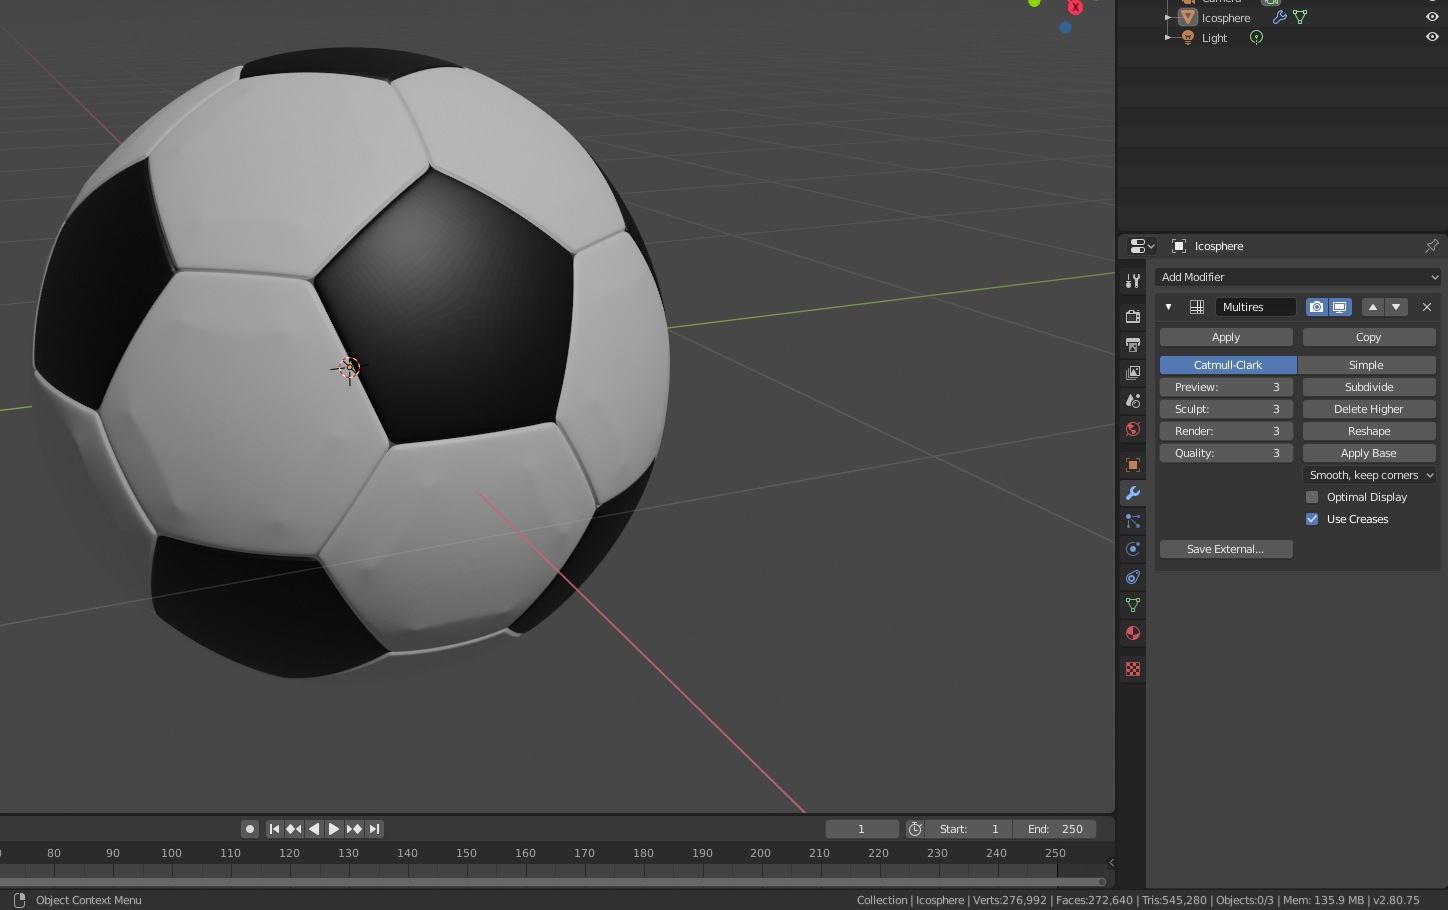 Camera
X
Icosphere
Light
Icosphere
Add Modifier
Multires
Apply Copy
Catmull-Clark Simple
Preview: 3 Subdivide
Sculpt: 3 Delete Higher
Render: 3 Reshape
Quality: 3 Apply Base
Smooth, keep corners
Optimal Display
Use Creases
Save External...
1 Start: 1 End: 250
80 90 100 110 120 130 140 150 160 170 180 190 200 210 220 230 240 250
Object Context Menu
Collection | Icosphere | Verts:276,992 | Faces:272,640 | Tris:545,280 | Objects:0/3 | Mem: 135.9 MB | v2.80.75